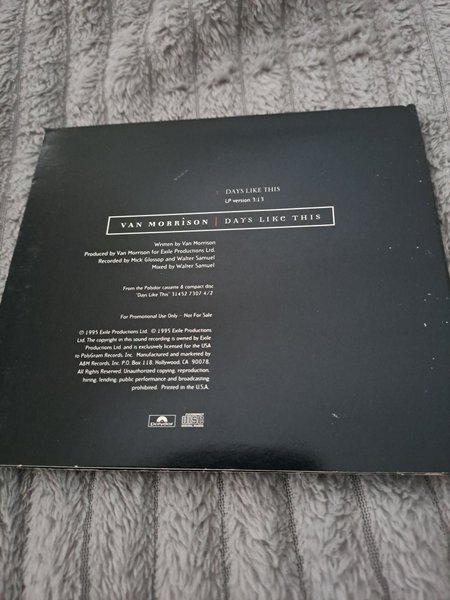 DAYS LIKE THIS
LP version 3:13
VAN MORRISON | DAYS LIKE THIS
Written by Van Morrison
Produced by Van Morrison for Exile Productions Ltd.
Recorded by Mick Glossop and Walter Samuel
Mixed by Walter Samuel
From the Polydor cassette & compact disc
"Days Like This" 31452 7307 4/2
For Promotional Use Only – Not For Sale
℗ 1995 Exile Productions Ltd. © 1995 Exile Productions
Ltd. The copyright in this sound recording is owned by Exile
Productions Ltd. and is exclusively licensed for the USA
to PolyGram Records, Inc. Manufactured and marketed by
A&M Records, Inc. P.O. Box 118, Hollywood, CA 90078.
All Rights Reserved. Unauthorized copying, reproduction,
hiring, lending, public performance and broadcasting
prohibited. Printed in the U.S.A.
Polydor
COMPACT
disc
DIGITAL AUDIO